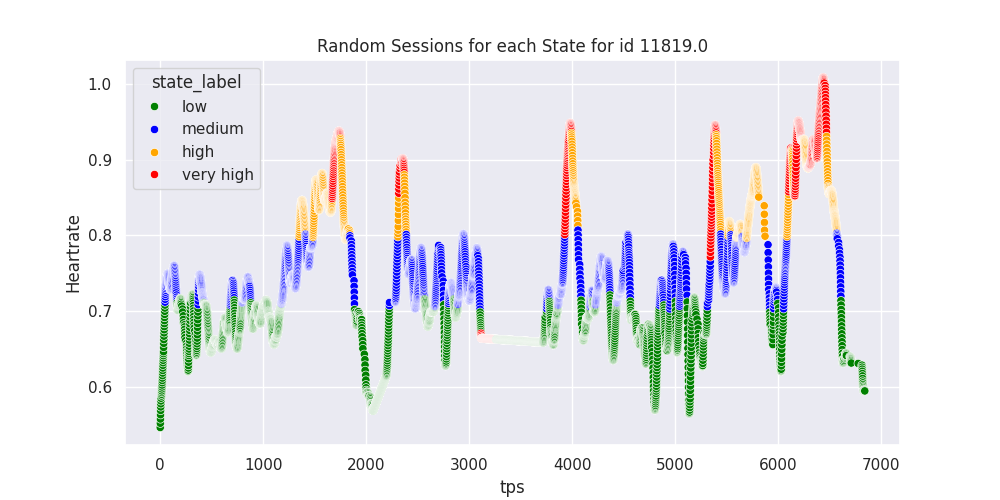 Random Sessions for each State for id 11819.0
state_label
low
medium
high
very high
Heartrate
1.0
0.9
0.8
0.7
0.6
0 1000 2000 3000 4000 5000 6000 7000
tps